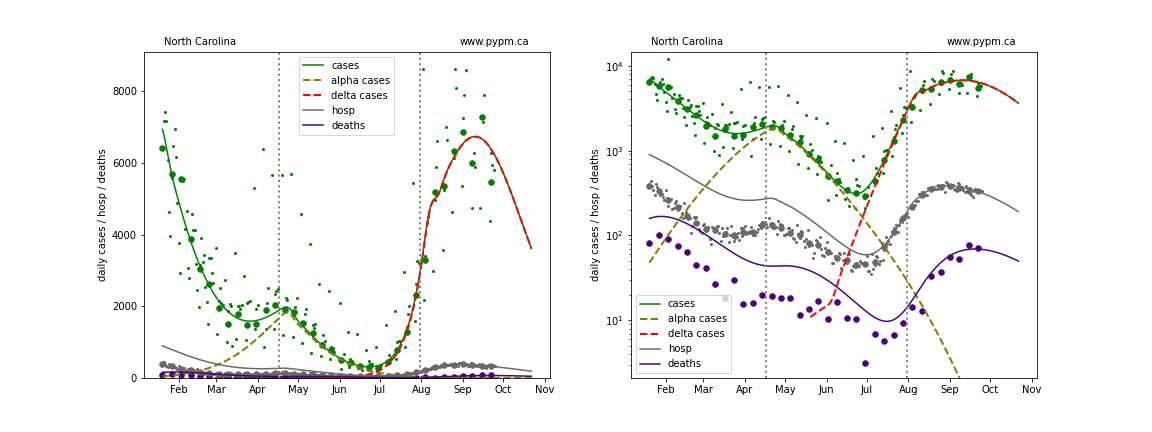 North Carolina www.pypm.ca
cases
alpha cases
delta cases
hosp
deaths
daily cases / hosp / deaths
8000
6000
4000
2000
0
Feb Mar Apr May Jun Jul Aug Sep Oct Nov
North Carolina www.pypm.ca
daily cases / hosp / deaths
10⁴
10³
10²
10¹
cases
alpha cases
delta cases
hosp
deaths
Feb Mar Apr May Jun Jul Aug Sep Oct Nov